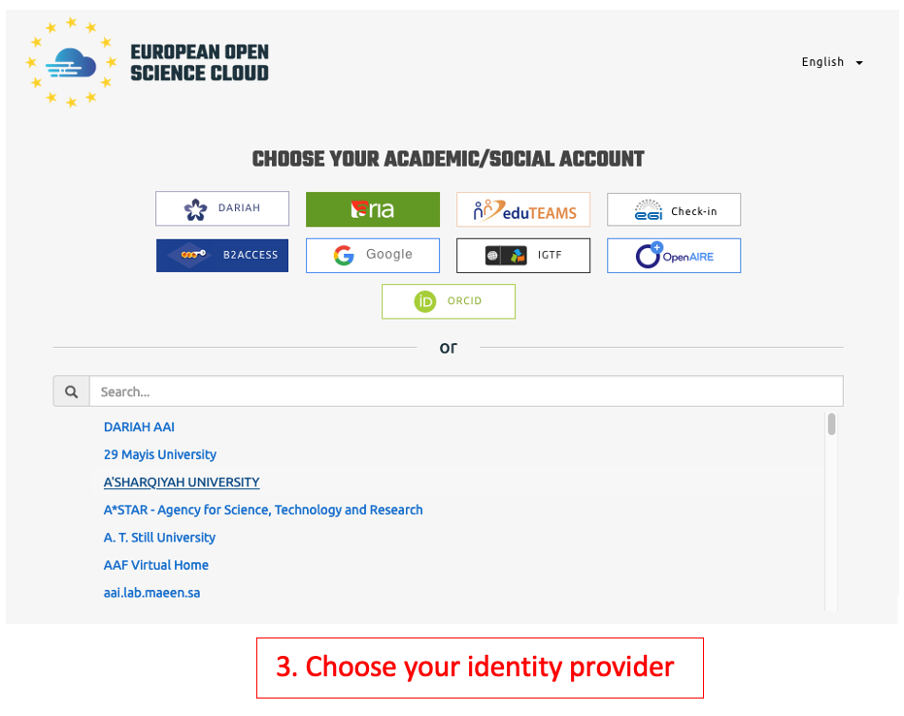 EUROPEAN OPEN
SCIENCE CLOUD
English
CHOOSE YOUR ACADEMIC/SOCIAL ACCOUNT
DARIAH
eria
eduTEAMS
eGI Check-in
B2ACCESS
Google
IGTF
OpenAIRE
iD ORCID
or
Search...
DARIAH AAI
29 Mayis University
A'SHARQIYAH UNIVERSITY
A*STAR - Agency for Science, Technology and Research
A. T. Still University
AAF Virtual Home
aai.lab.maeen.sa
3. Choose your identity provider